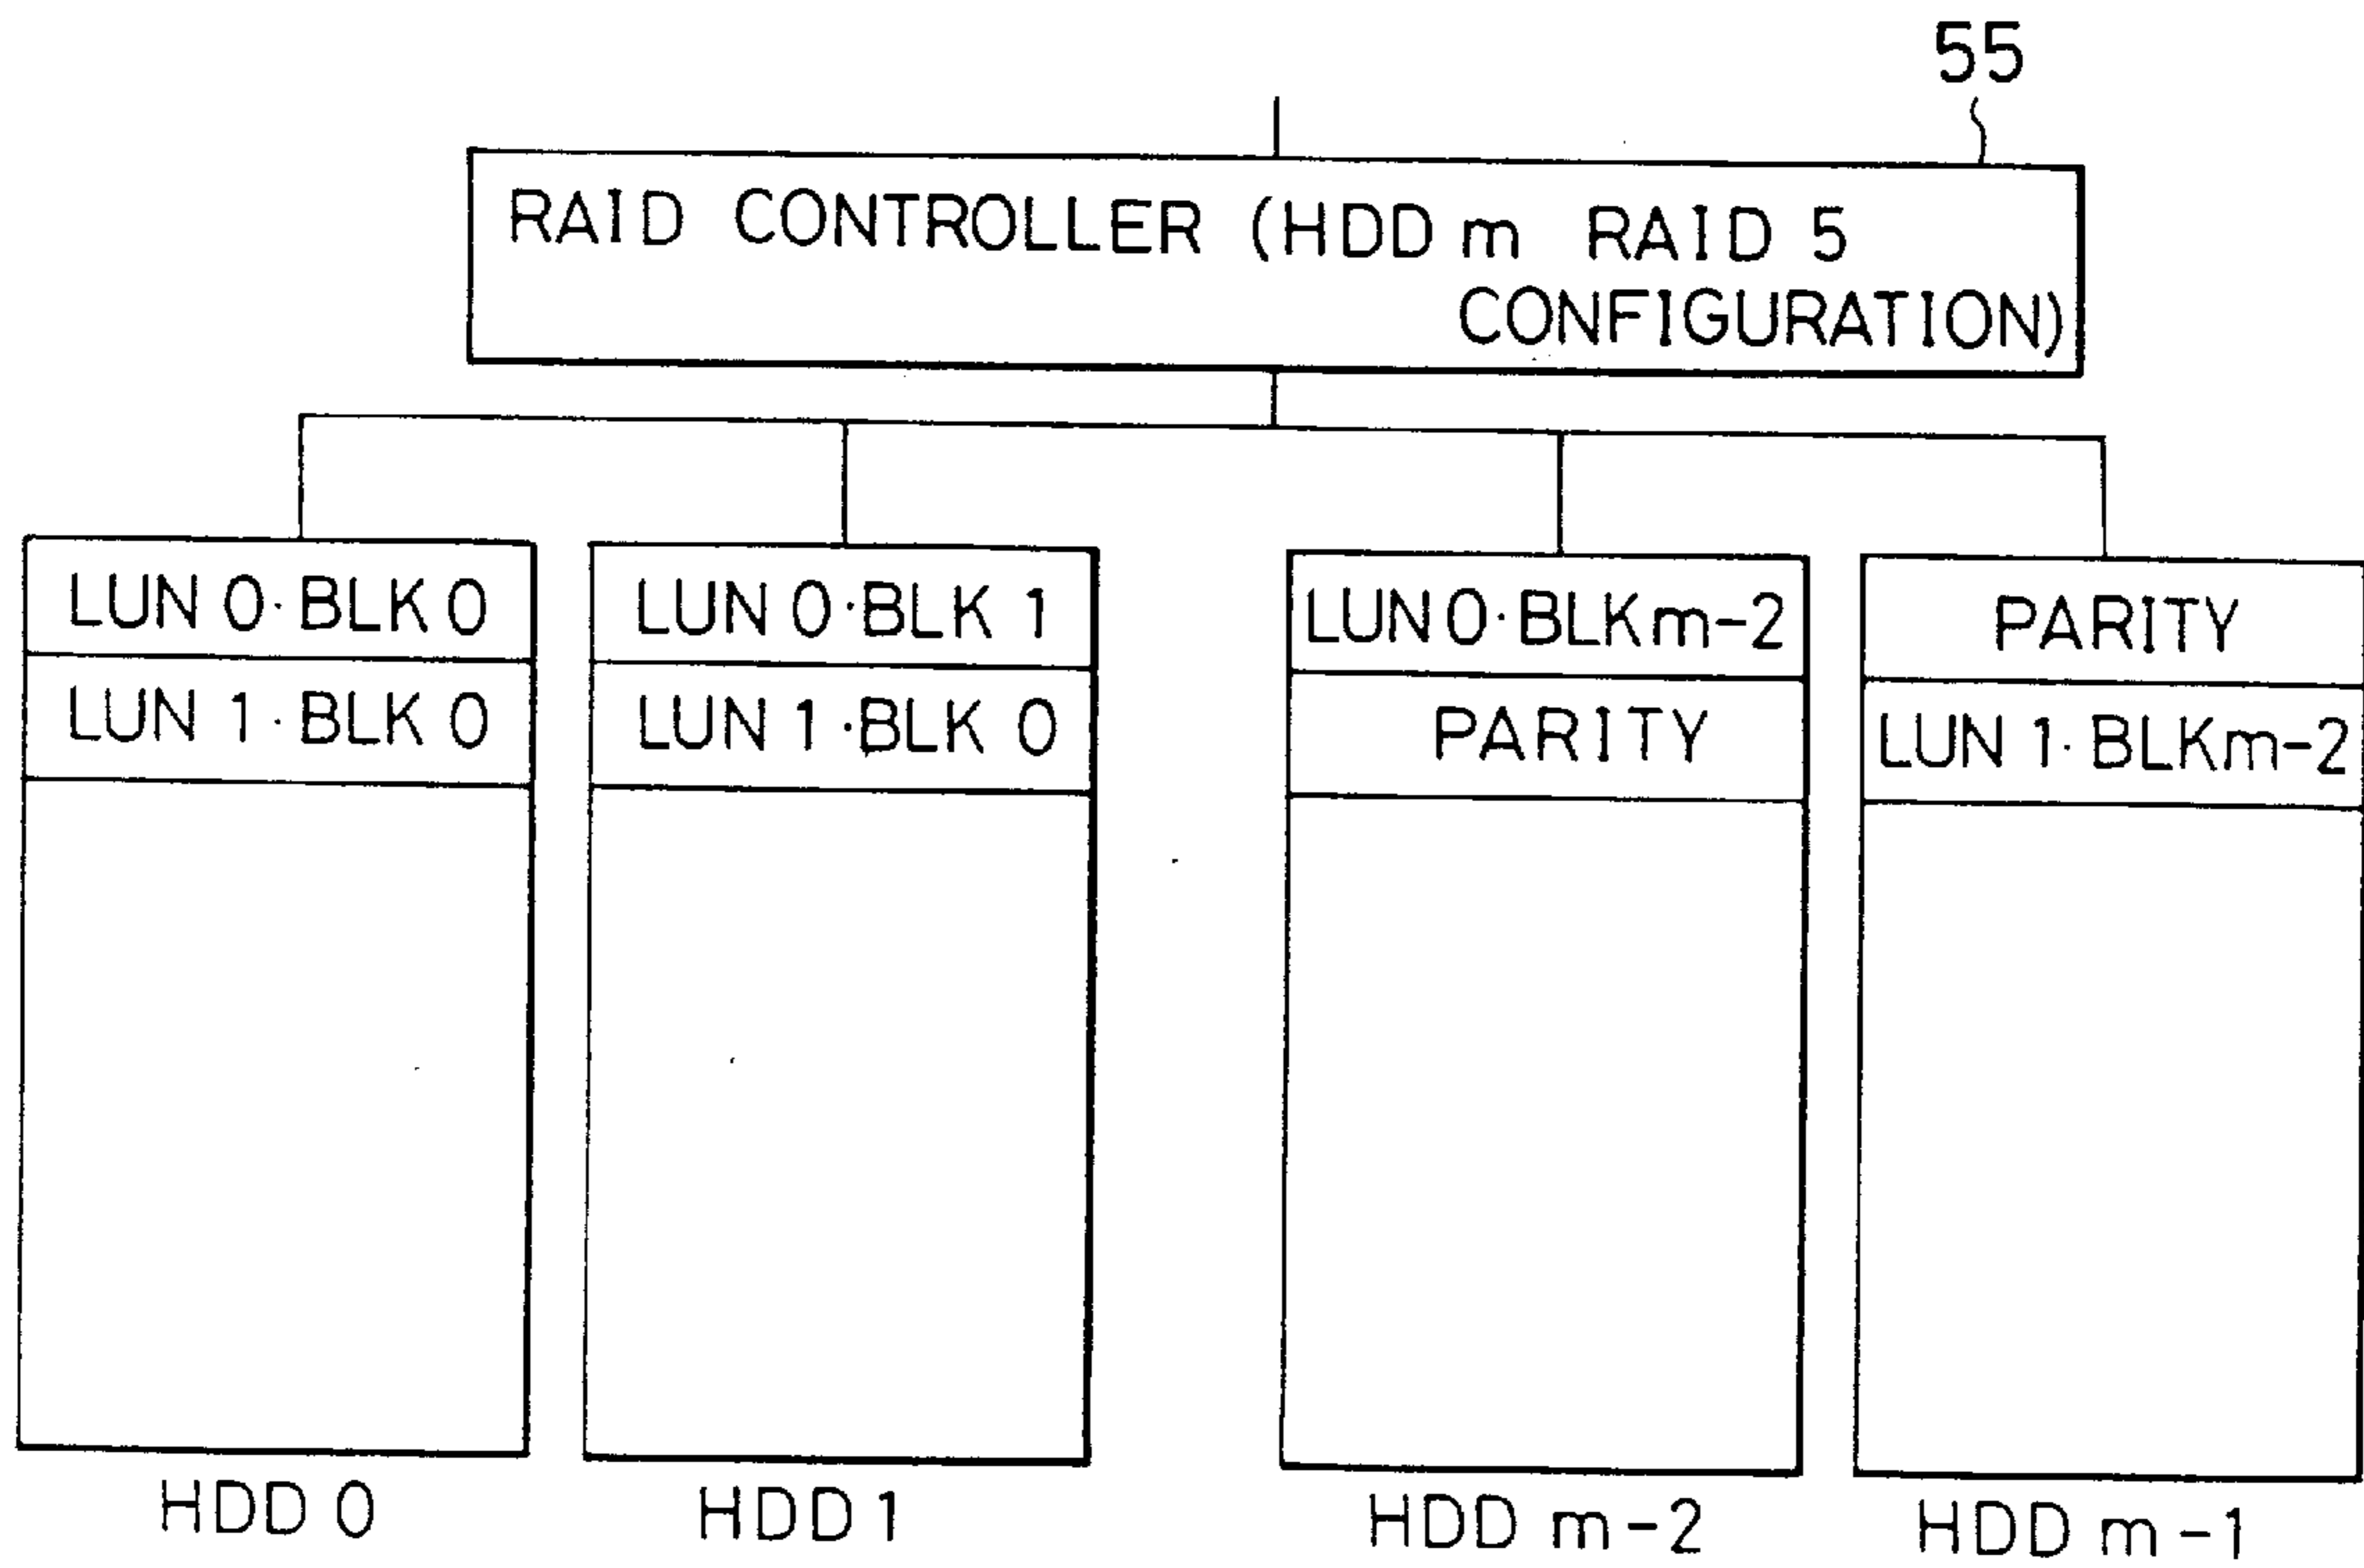 55
RAID CONTROLLER (HDD m RAID 5
CONFIGURATION)
LUN 0·BLK 0
LUN 0·BLK 1
LUN 0·BLKm-2
PARITY
LUN 1·BLK 0
LUN 1·BLK 0
PARITY
LUN 1·BLKm-2
HDD 0
HDD 1
HDD m-2
HDD m-1